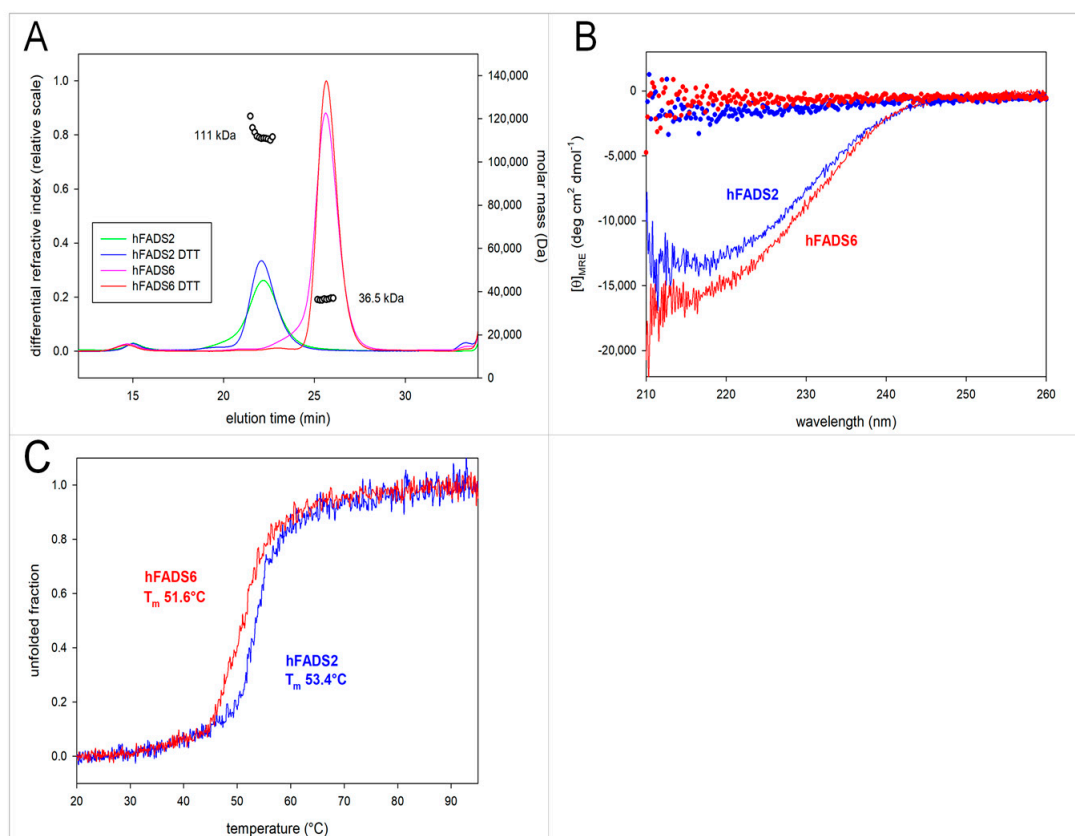 A
differential refractive index (relative scale)
1.0
0.8
0.6
0.4
0.2
0.0
111 kDa
36.5 kDa
hFADS2
hFADS2 DTT
hFADS6
hFADS6 DTT
140,000
120,000
100,000
80,000
60,000
40,000
20,000
0
molar mass (Da)
15 20 25 30
elution time (min)
B
[θ]MRE (deg cm² dmol⁻¹)
0
-5,000
-10,000
-15,000
-20,000
hFADS2
hFADS6
210 220 230 240 250 260
wavelength (nm)
C
unfolded fraction
1.0
0.8
0.6
0.4
0.2
0.0
hFADS6
Tm 51.6°C
hFADS2
Tm 53.4°C
20 30 40 50 60 70 80 90
temperature (°C)